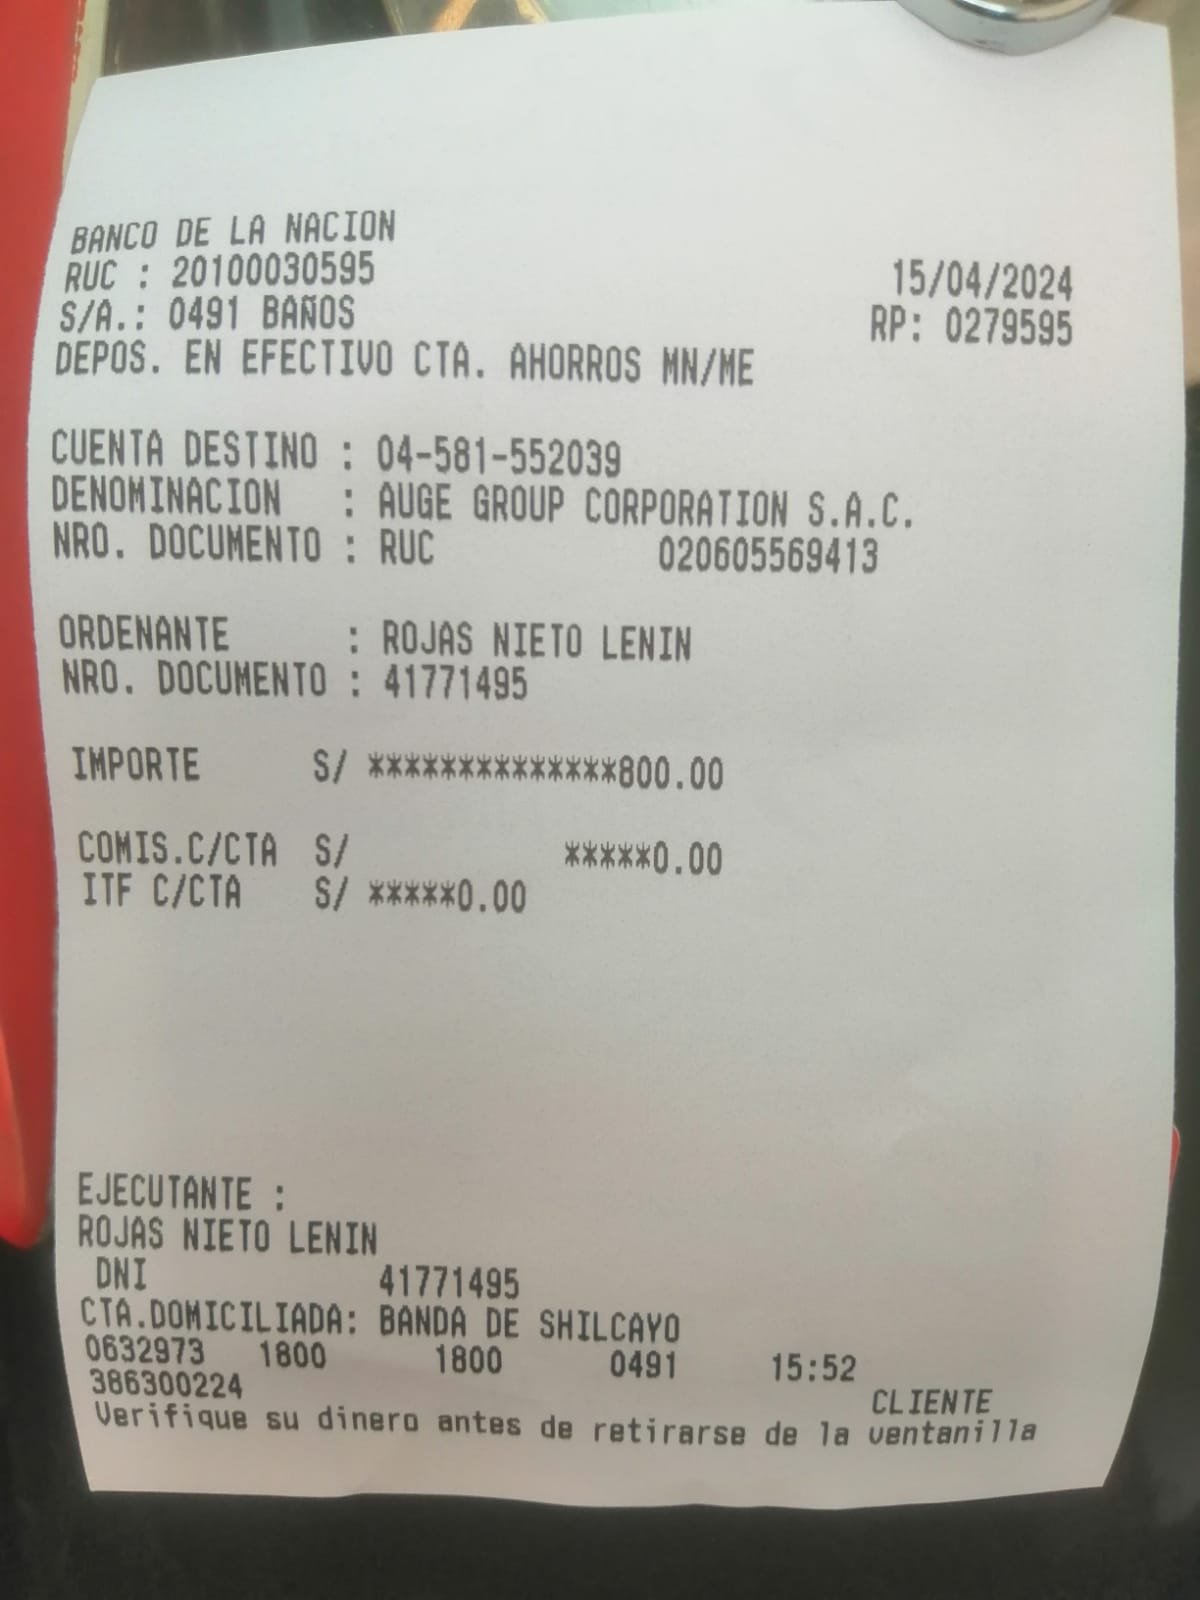 BANCO DE LA NACION
RUC : 20100030595 15/04/2024
S/A.: 0491 BAÑOS RP: 0279595
DEPOS. EN EFECTIVO CTA. AHORROS MN/ME
CUENTA DESTINO : 04-581-552039
DENOMINACION : AUGE GROUP CORPORATION S.A.C.
NRO. DOCUMENTO : RUC 020605569413
ORDENANTE : ROJAS NIETO LENIN
NRO. DOCUMENTO : 41771495
IMPORTE S/ **************800.00
COMIS.C/CTA S/ *****0.00
ITF C/CTA S/ *****0.00
EJECUTANTE :
ROJAS NIETO LENIN
DNI 41771495
CTA.DOMICILIADA: BANDA DE SHILCAYO
0632973 1800 1800 0491 15:52
386300224 CLIENTE
Verifique su dinero antes de retirarse de la ventanilla